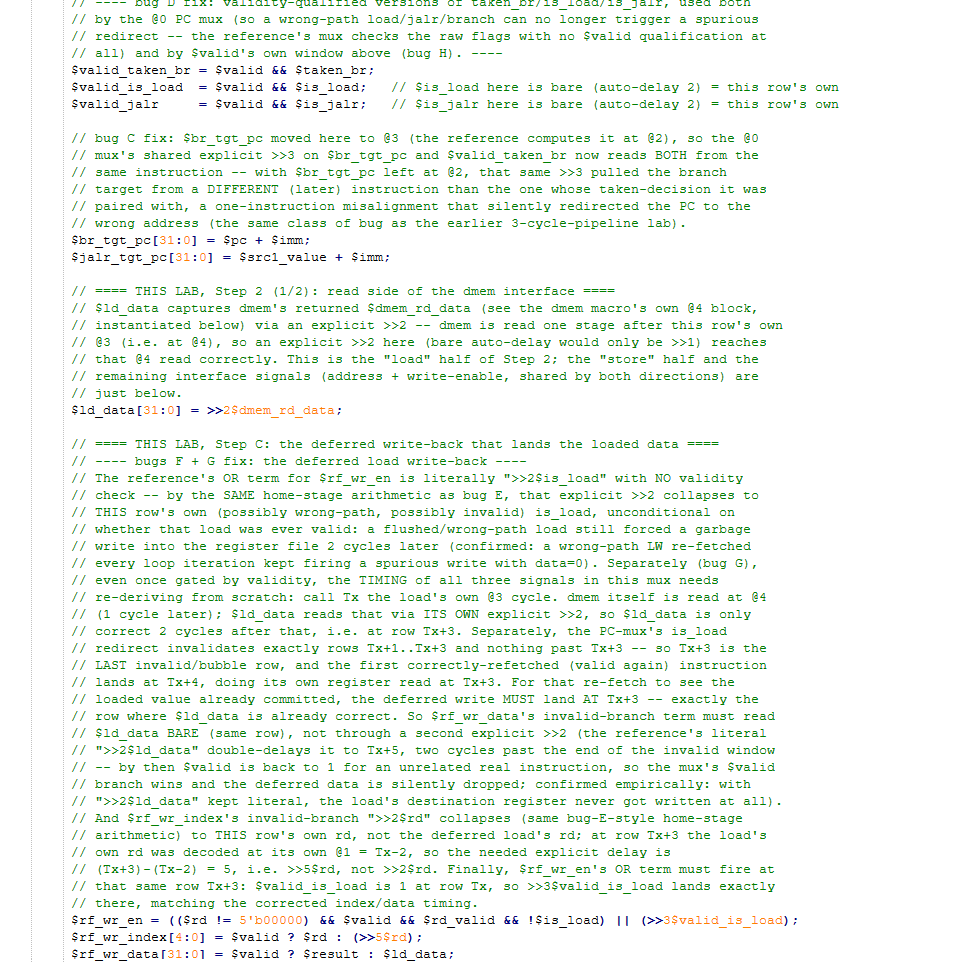 // ---- bug D fix: validity-qualified versions of taken_br/is_load/is_jalr, used both
// by the @0 PC mux (so a wrong-path load/jalr/branch can no longer trigger a spurious
// redirect -- the reference's mux checks the raw flags with no $valid qualification at
// all) and by $valid's own window above (bug H). ----
$valid_taken_br = $valid && $taken_br;
$valid_is_load  = $valid && $is_load;   // $is_load here is bare (auto-delay 2) = this row's own
$valid_jalr     = $valid && $is_jalr;   // $is_jalr here is bare (auto-delay 2) = this row's own
// bug C fix: $br_tgt_pc moved here to @3 (the reference computes it at @2), so the @0
// mux's shared explicit >>3 on $br_tgt_pc and $valid_taken_br now reads BOTH from the
// same instruction -- with $br_tgt_pc left at @2, that same >>3 pulled the branch
// target from a DIFFERENT (later) instruction than the one whose taken-decision it was
// paired with, a one-instruction misalignment that silently redirected the PC to the
// wrong address (the same class of bug as the earlier 3-cycle-pipeline lab).
$br_tgt_pc[31:0] = $pc + $imm;
$jalr_tgt_pc[31:0] = $src1_value + $imm;
// ==== THIS LAB, Step 2 (1/2): read side of the dmem interface ====
// $ld_data captures dmem's returned $dmem_rd_data (see the dmem macro's own @4 block,
// instantiated below) via an explicit >>2 -- dmem is read one stage after this row's own
// @3 (i.e. at @4), so an explicit >>2 here (bare auto-delay would only be >>1) reaches
// that @4 read correctly. This is the "load" half of Step 2; the "store" half and the
// remaining interface signals (address + write-enable, shared by both directions) are
// just below.
$ld_data[31:0] = >>2$dmem_rd_data;
// ==== THIS LAB, Step C: the deferred write-back that lands the loaded data ====
// ---- bugs F + G fix: the deferred load write-back ----
// The reference's OR term for $rf_wr_en is literally ">>2$is_load" with NO validity
// check -- by the SAME home-stage arithmetic as bug E, that explicit >>2 collapses to
// THIS row's own (possibly wrong-path, possibly invalid) is_load, unconditional on
// whether that load was ever valid: a flushed/wrong-path load still forced a garbage
// write into the register file 2 cycles later (confirmed: a wrong-path LW re-fetched
// every loop iteration kept firing a spurious write with data=0). Separately (bug G),
// even once gated by validity, the TIMING of all three signals in this mux needs
// re-deriving from scratch: call Tx the load's own @3 cycle. dmem itself is read at @4
// (1 cycle later); $ld_data reads that via ITS OWN explicit >>2, so $ld_data is only
// correct 2 cycles after that, i.e. at row Tx+3. Separately, the PC-mux's is_load
// redirect invalidates exactly rows Tx+1..Tx+3 and nothing past Tx+3 -- so Tx+3 is the
// LAST invalid/bubble row, and the first correctly-refetched (valid again) instruction
// lands at Tx+4, doing its own register read at Tx+3. For that re-fetch to see the
// loaded value already committed, the deferred write MUST land AT Tx+3 -- exactly the
// row where $ld_data is already correct. So $rf_wr_data's invalid-branch term must read
// $ld_data BARE (same row), not through a second explicit >>2 (the reference's literal
// ">>2$ld_data" double-delays it to Tx+5, two cycles past the end of the invalid window
// -- by then $valid is back to 1 for an unrelated real instruction, so the mux's $valid
// branch wins and the deferred data is silently dropped; confirmed empirically: with
// ">>2$ld_data" kept literal, the load's destination register never got written at all).
// And $rf_wr_index's invalid-branch ">>2$rd" collapses (same bug-E-style home-stage
// arithmetic) to THIS row's own rd, not the deferred load's rd; at row Tx+3 the load's
// own rd was decoded at its own @1 = Tx-2, so the needed explicit delay is
// (Tx+3)-(Tx-2) = 5, i.e. >>5$rd, not >>2$rd. Finally, $rf_wr_en's OR term must fire at
// that same row Tx+3: $valid_is_load is 1 at row Tx, so >>3$valid_is_load lands exactly
// there, matching the corrected index/data timing.
$rf_wr_en = (($rd != 5'b00000) && $valid && $rd_valid && !$is_load) || (>>3$valid_is_load);
$rf_wr_index[4:0] = $valid ? $rd : (>>5$rd);
$rf_wr_data[31:0] = $valid ? $result : $ld_data;